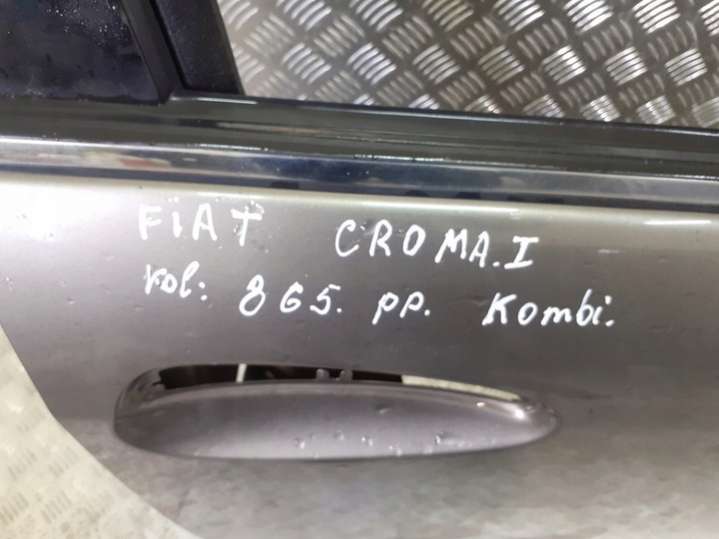 FIAT CROMA.I
kol: 865. pp. Kombi.